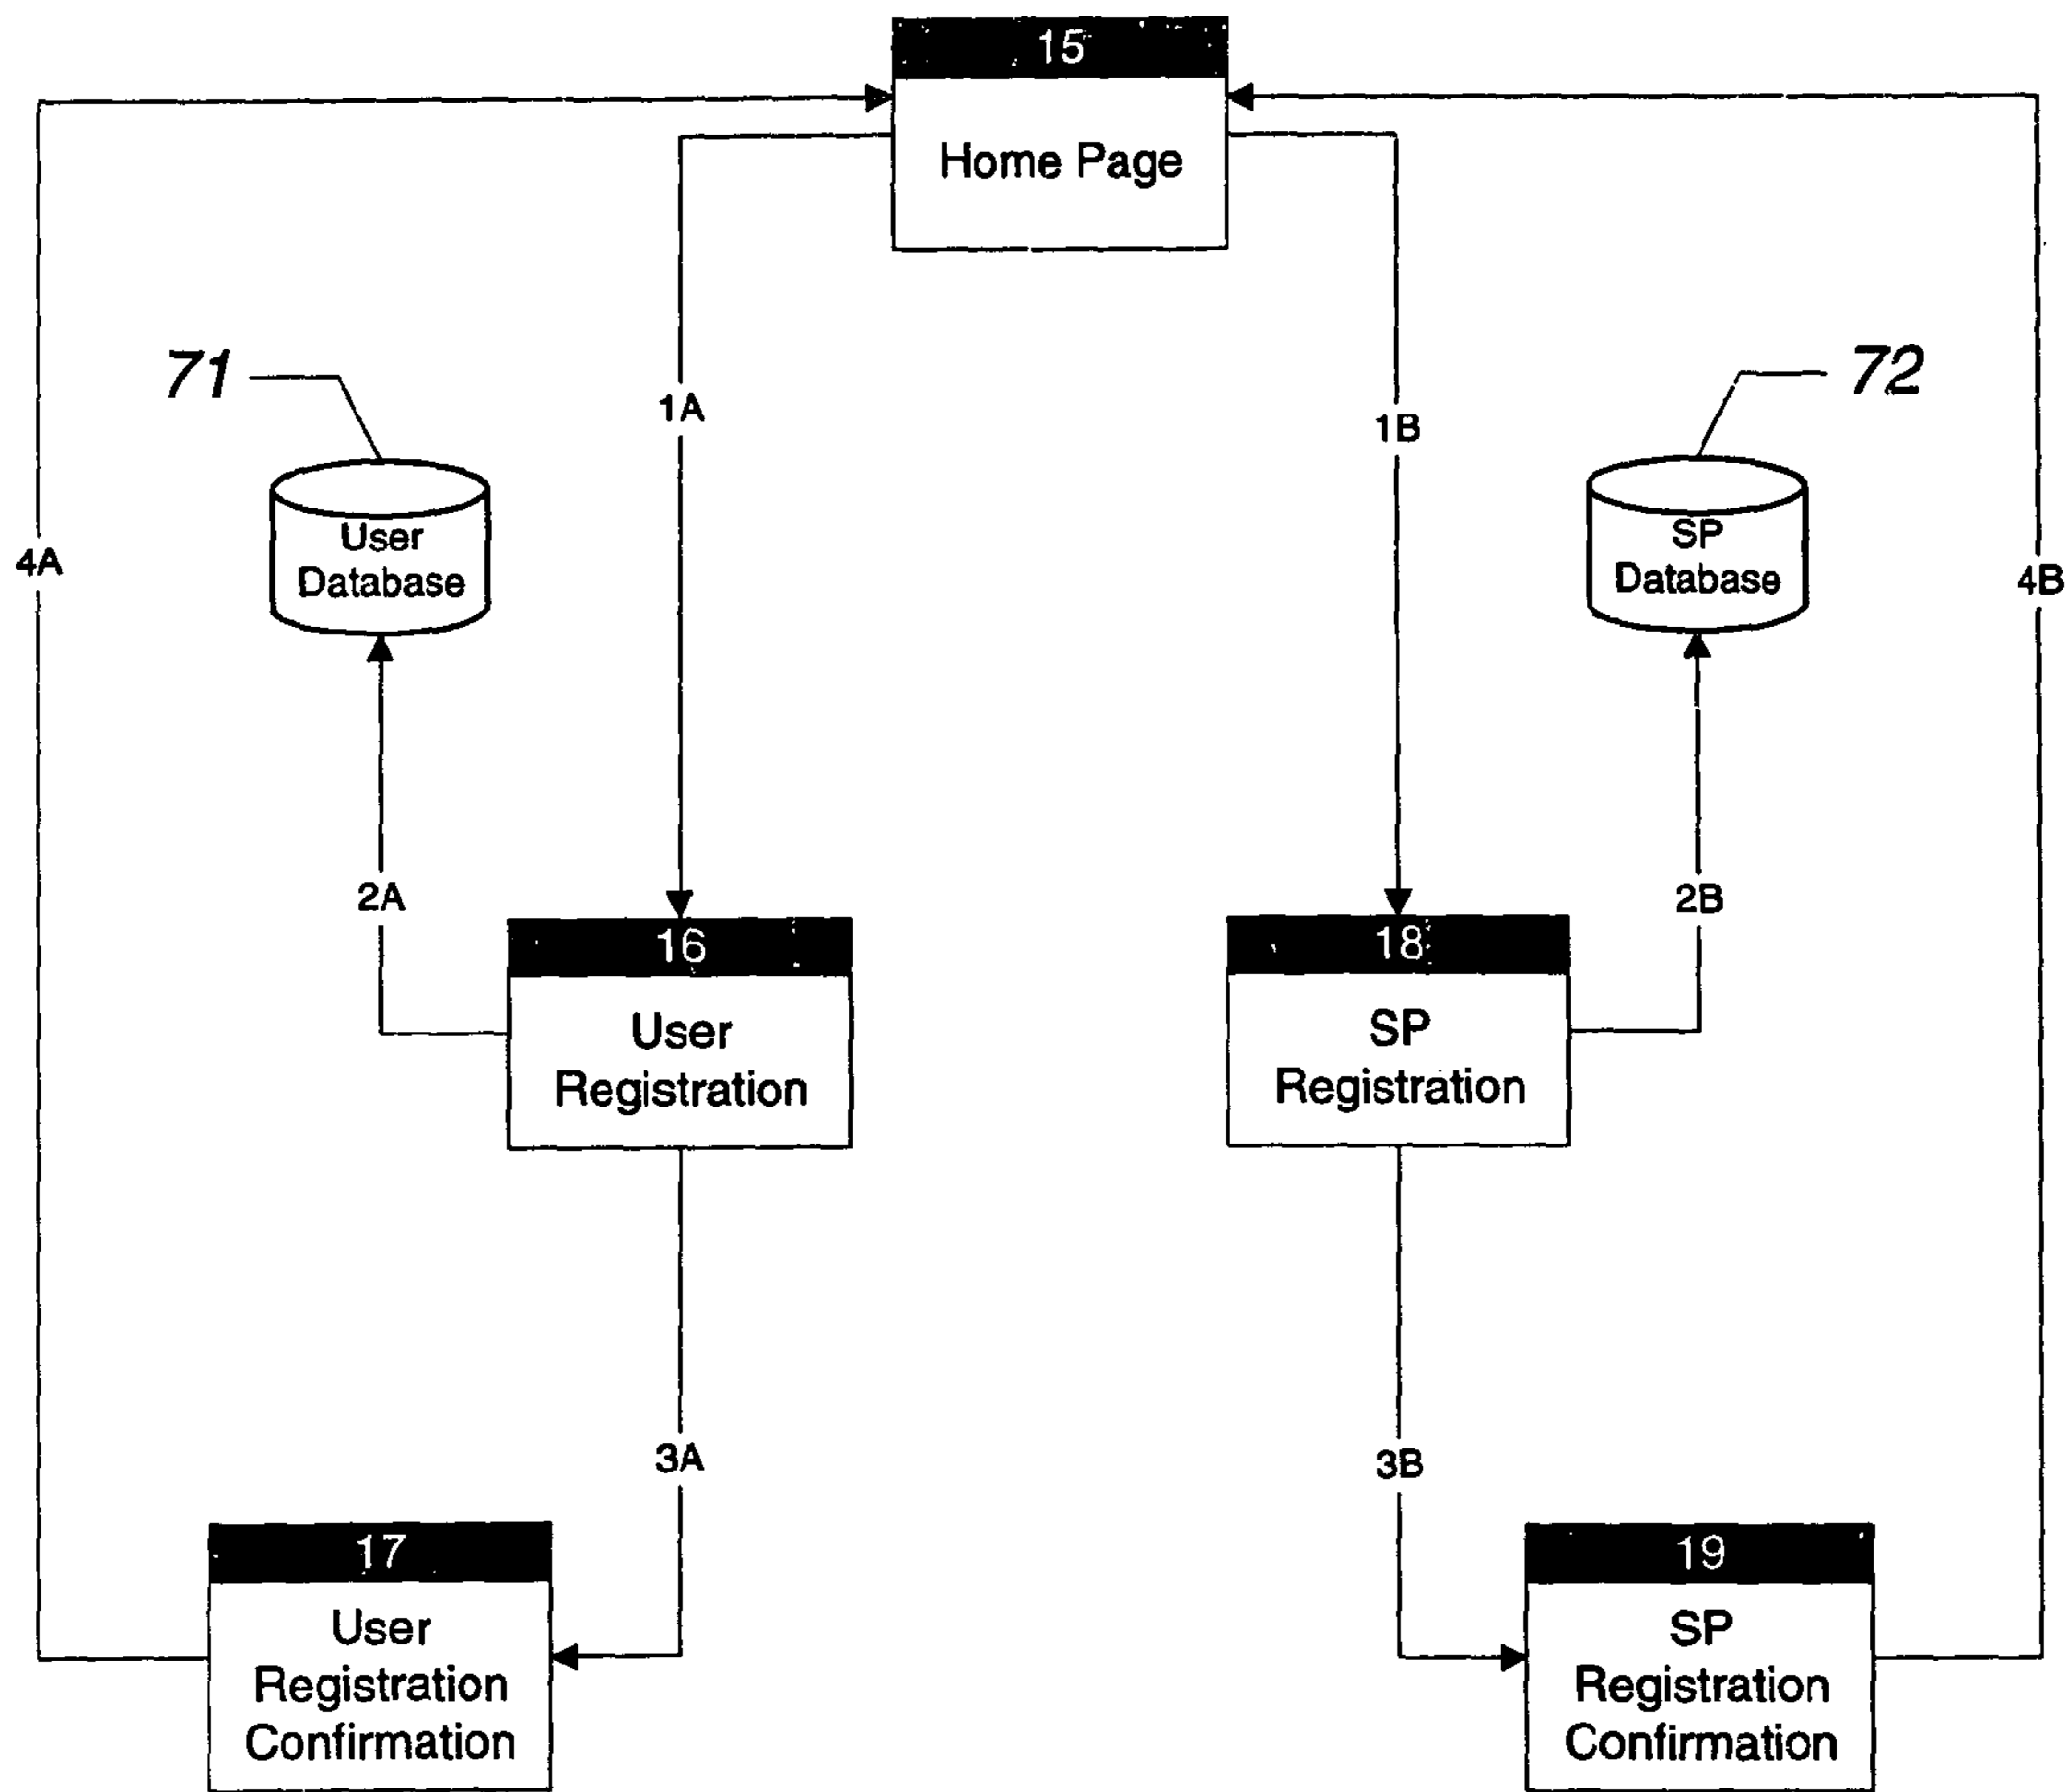 15
Home Page
71
1A
1B
72
User
Database
SP
Database
4A
4B
2A
2B
16
User
Registration
18
SP
Registration
3A
3B
17
User
Registration
Confirmation
19
SP
Registration
Confirmation